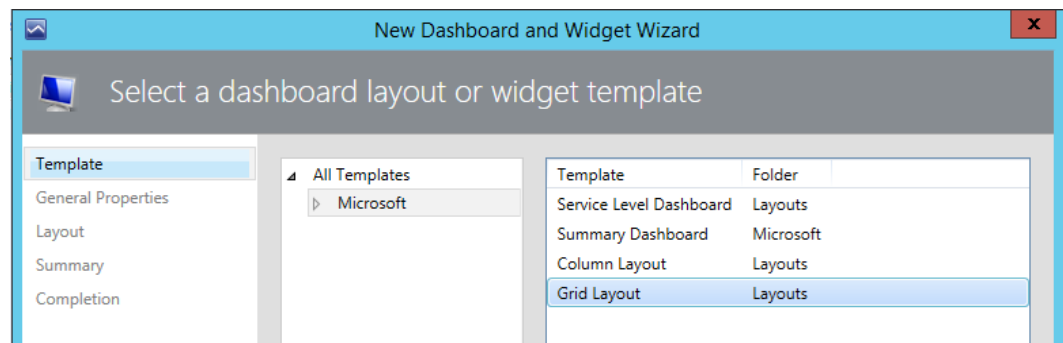 New Dashboard and Widget Wizard
x
Select a dashboard layout or widget template
Template
General Properties
Layout
Summary
Completion
All Templates
Microsoft
Template Folder
Service Level Dashboard Layouts
Summary Dashboard Microsoft
Column Layout Layouts
Grid Layout Layouts